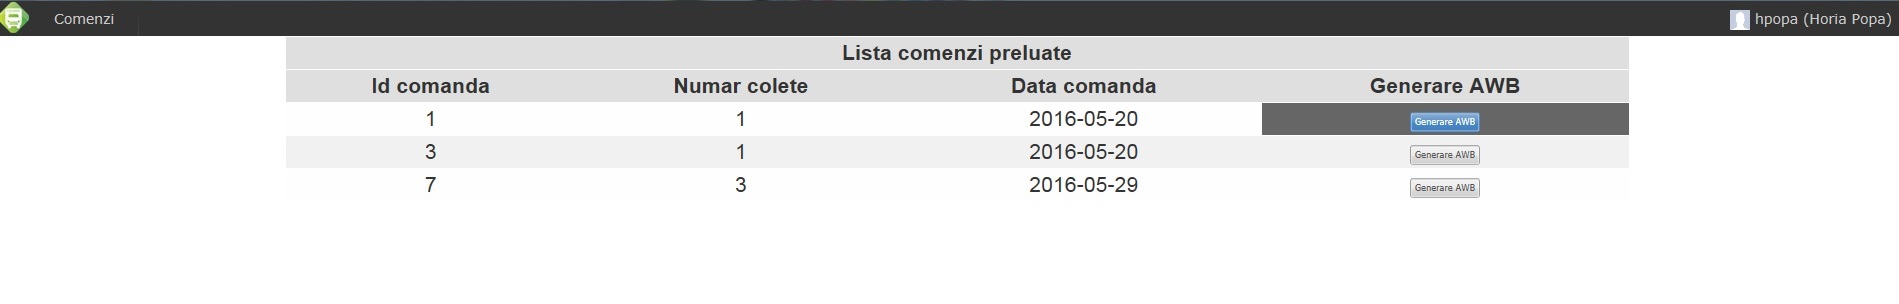 Comenzi hpopa (Horia Popa)
Lista comenzi preluate
Id comanda Numar colete Data comanda Generare AWB
1 1 2016-05-20 Generare AWB
3 1 2016-05-20 Generare AWB
7 3 2016-05-29 Generare AWB